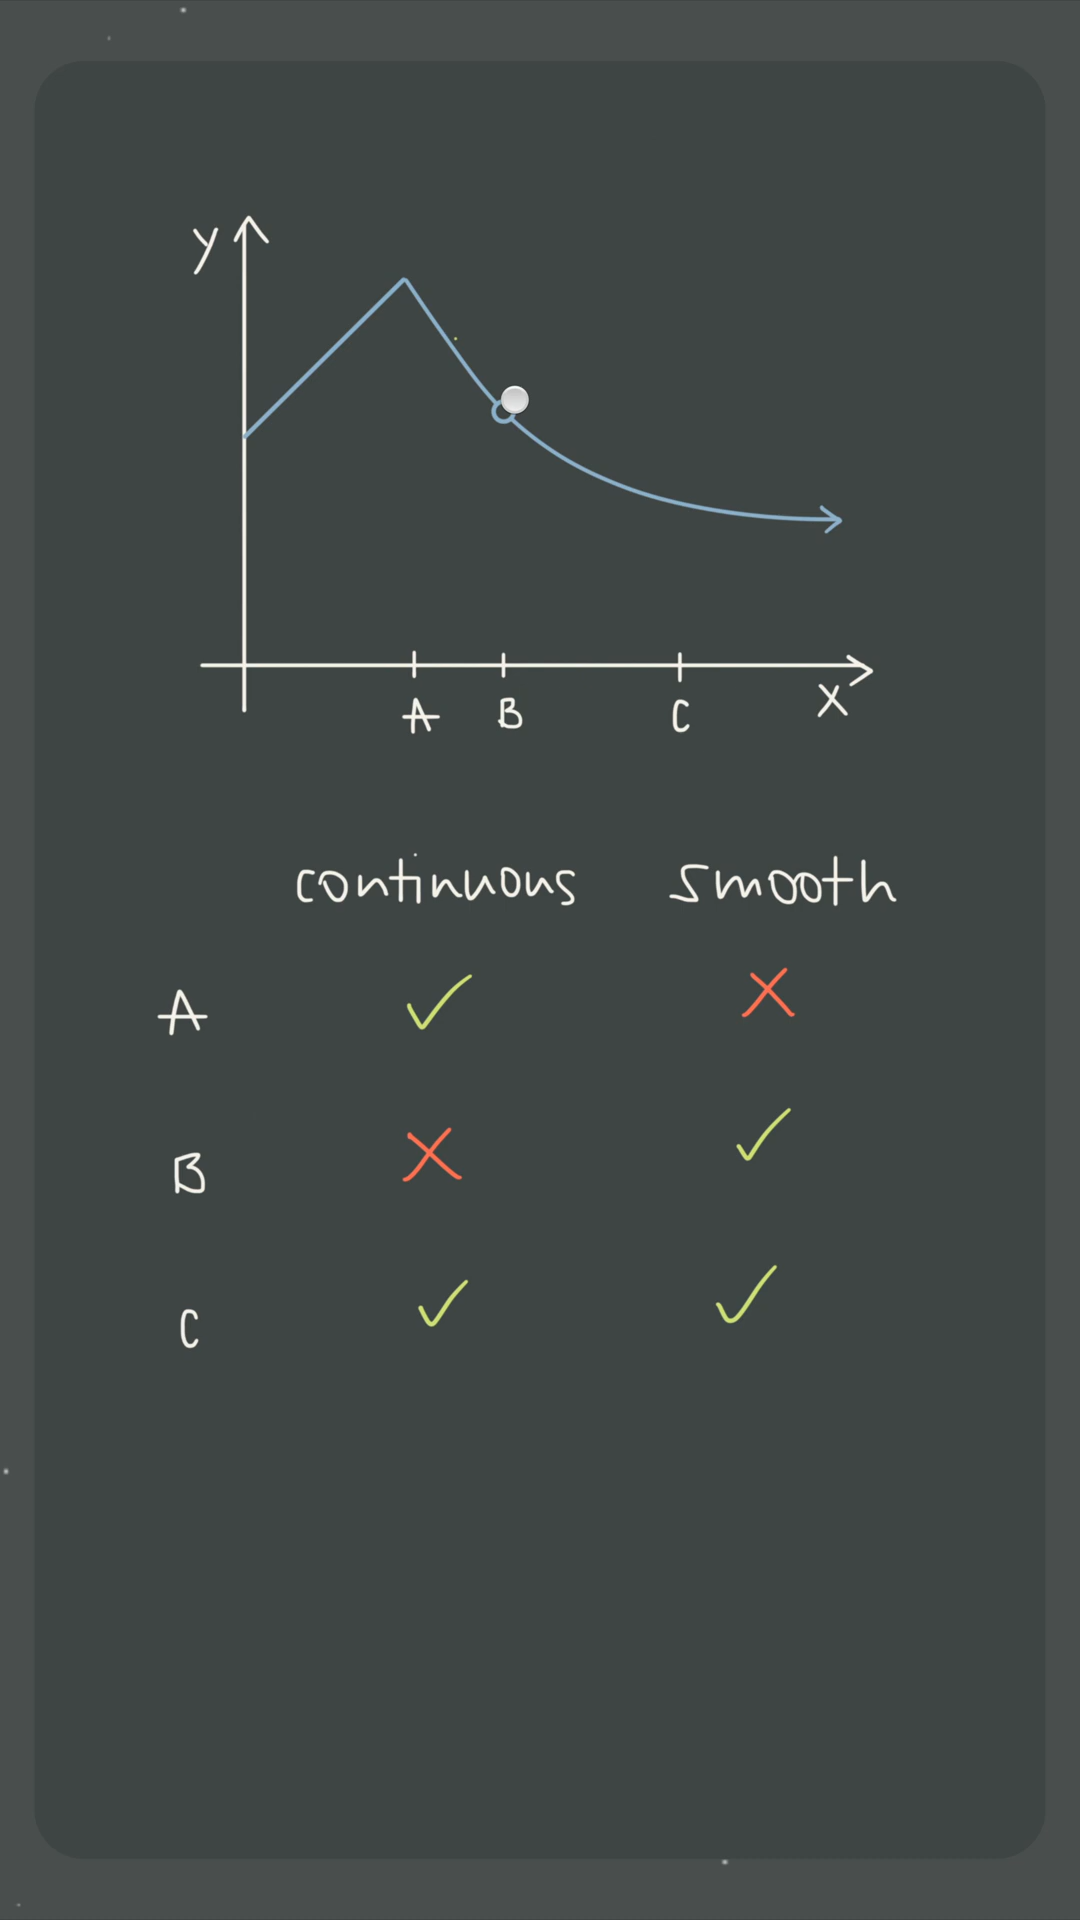 y
A B C x
continuous smooth
A ✓ ✗
B ✗ ✓
C ✓ ✓